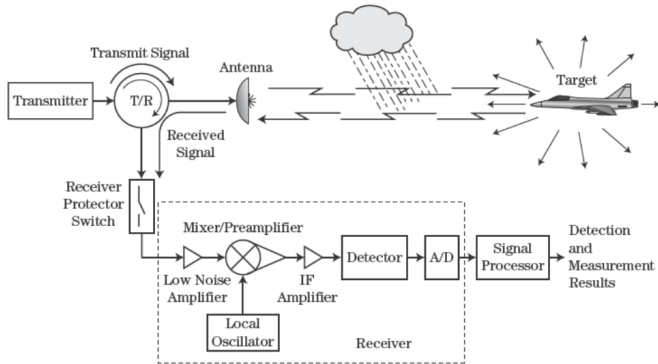 Transmit Signal
Antenna
Target
Transmitter
T/R
Received
Signal
Receiver
Protector
Switch
Mixer/Preamplifier
Detection
and
Measurement
Results
Detector
A/D
Signal
Processor
Low Noise
Amplifier
IF
Amplifier
Local
Oscillator
Receiver